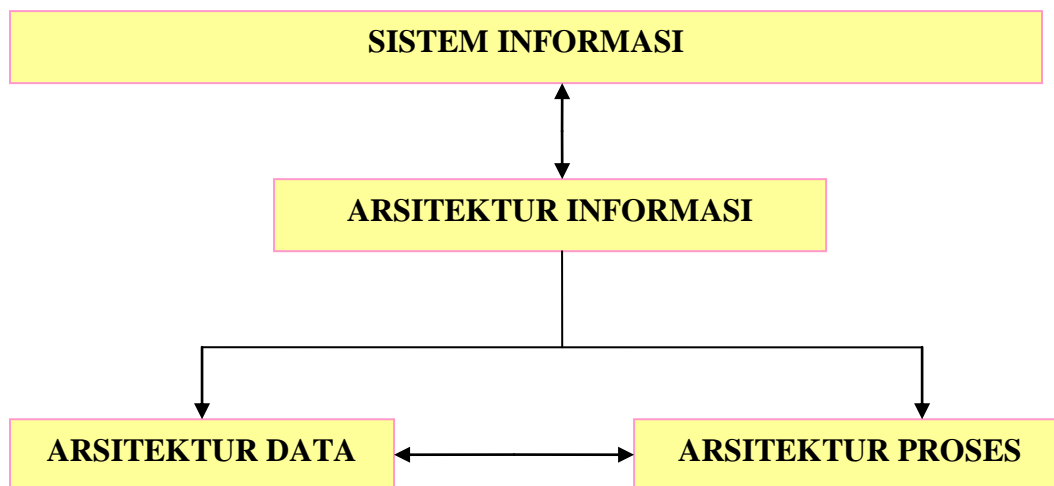 SISTEM INFORMASI
ARSITEKTUR INFORMASI
ARSITEKTUR DATA
ARSITEKTUR PROSES